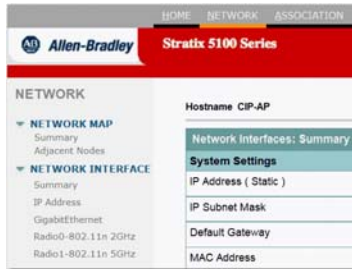 HOME NETWORK ASSOCIATION
AB Allen-Bradley
Stratix 5100 Series
NETWORK
NETWORK MAP
Summary
Adjacent Nodes
NETWORK INTERFACE
Summary
IP Address
GigabitEthernet
Radio0-802.11n 2GHz
Radio1-802.11n 5GHz
Hostname CIP-AP
Network Interfaces: Summary
System Settings
IP Address ( Static )
IP Subnet Mask
Default Gateway
MAC Address